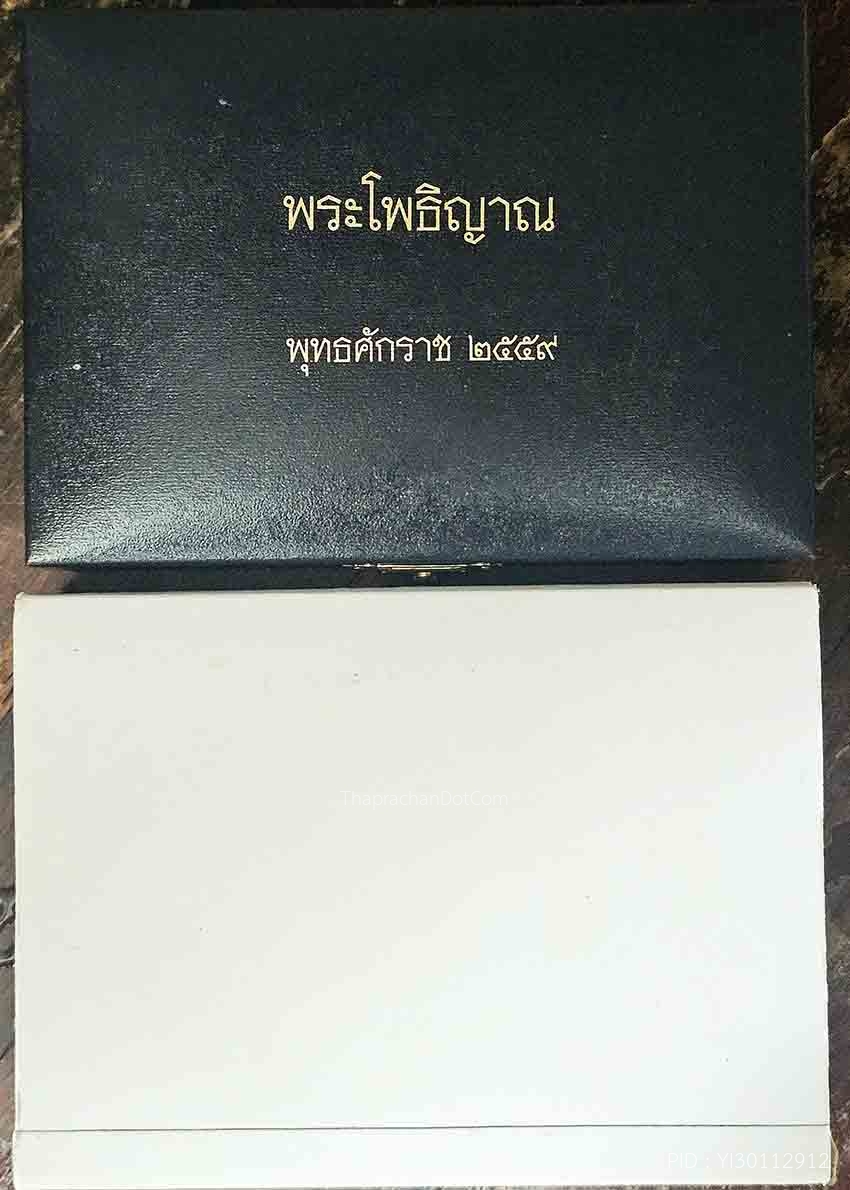 พระโพธิญาณ
พุทธศักราช ๒๕๕๙
ThaprachanDotCom
PID : YI30112912